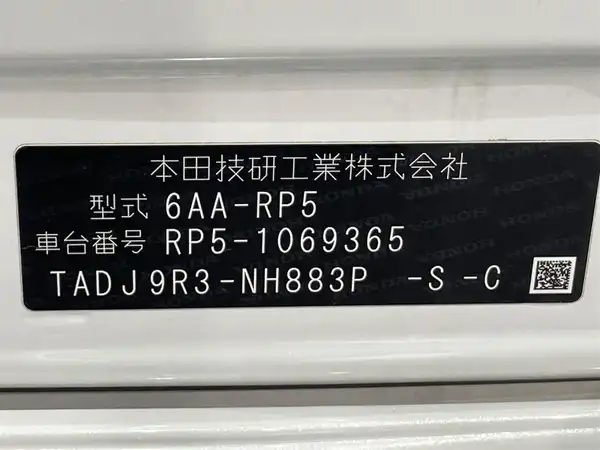 本田技研工業株式会社
型式 6AA-RP5
車台番号 RP5-1069365
TADJ9R3-NH883P -S -C